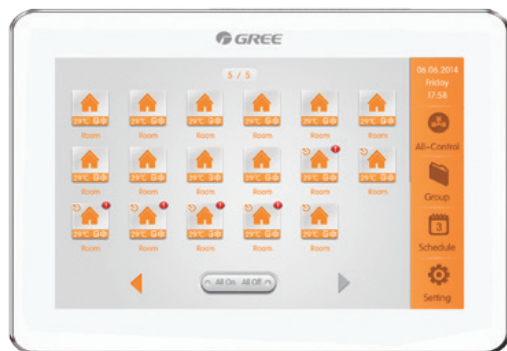 GREE
5 / 5
06.06.2014
Friday
17:58
29°C 29°C 29°C 29°C 29°C 29°C
Room Room Room Room Room Room
All-Control
29°C 29°C 29°C 29°C 29°C 29°C
Room Room Room Room Room Room
Group
29°C 29°C 29°C 29°C 29°C
Room Room Room Room Room
3
Schedule
All On All Off
Setting